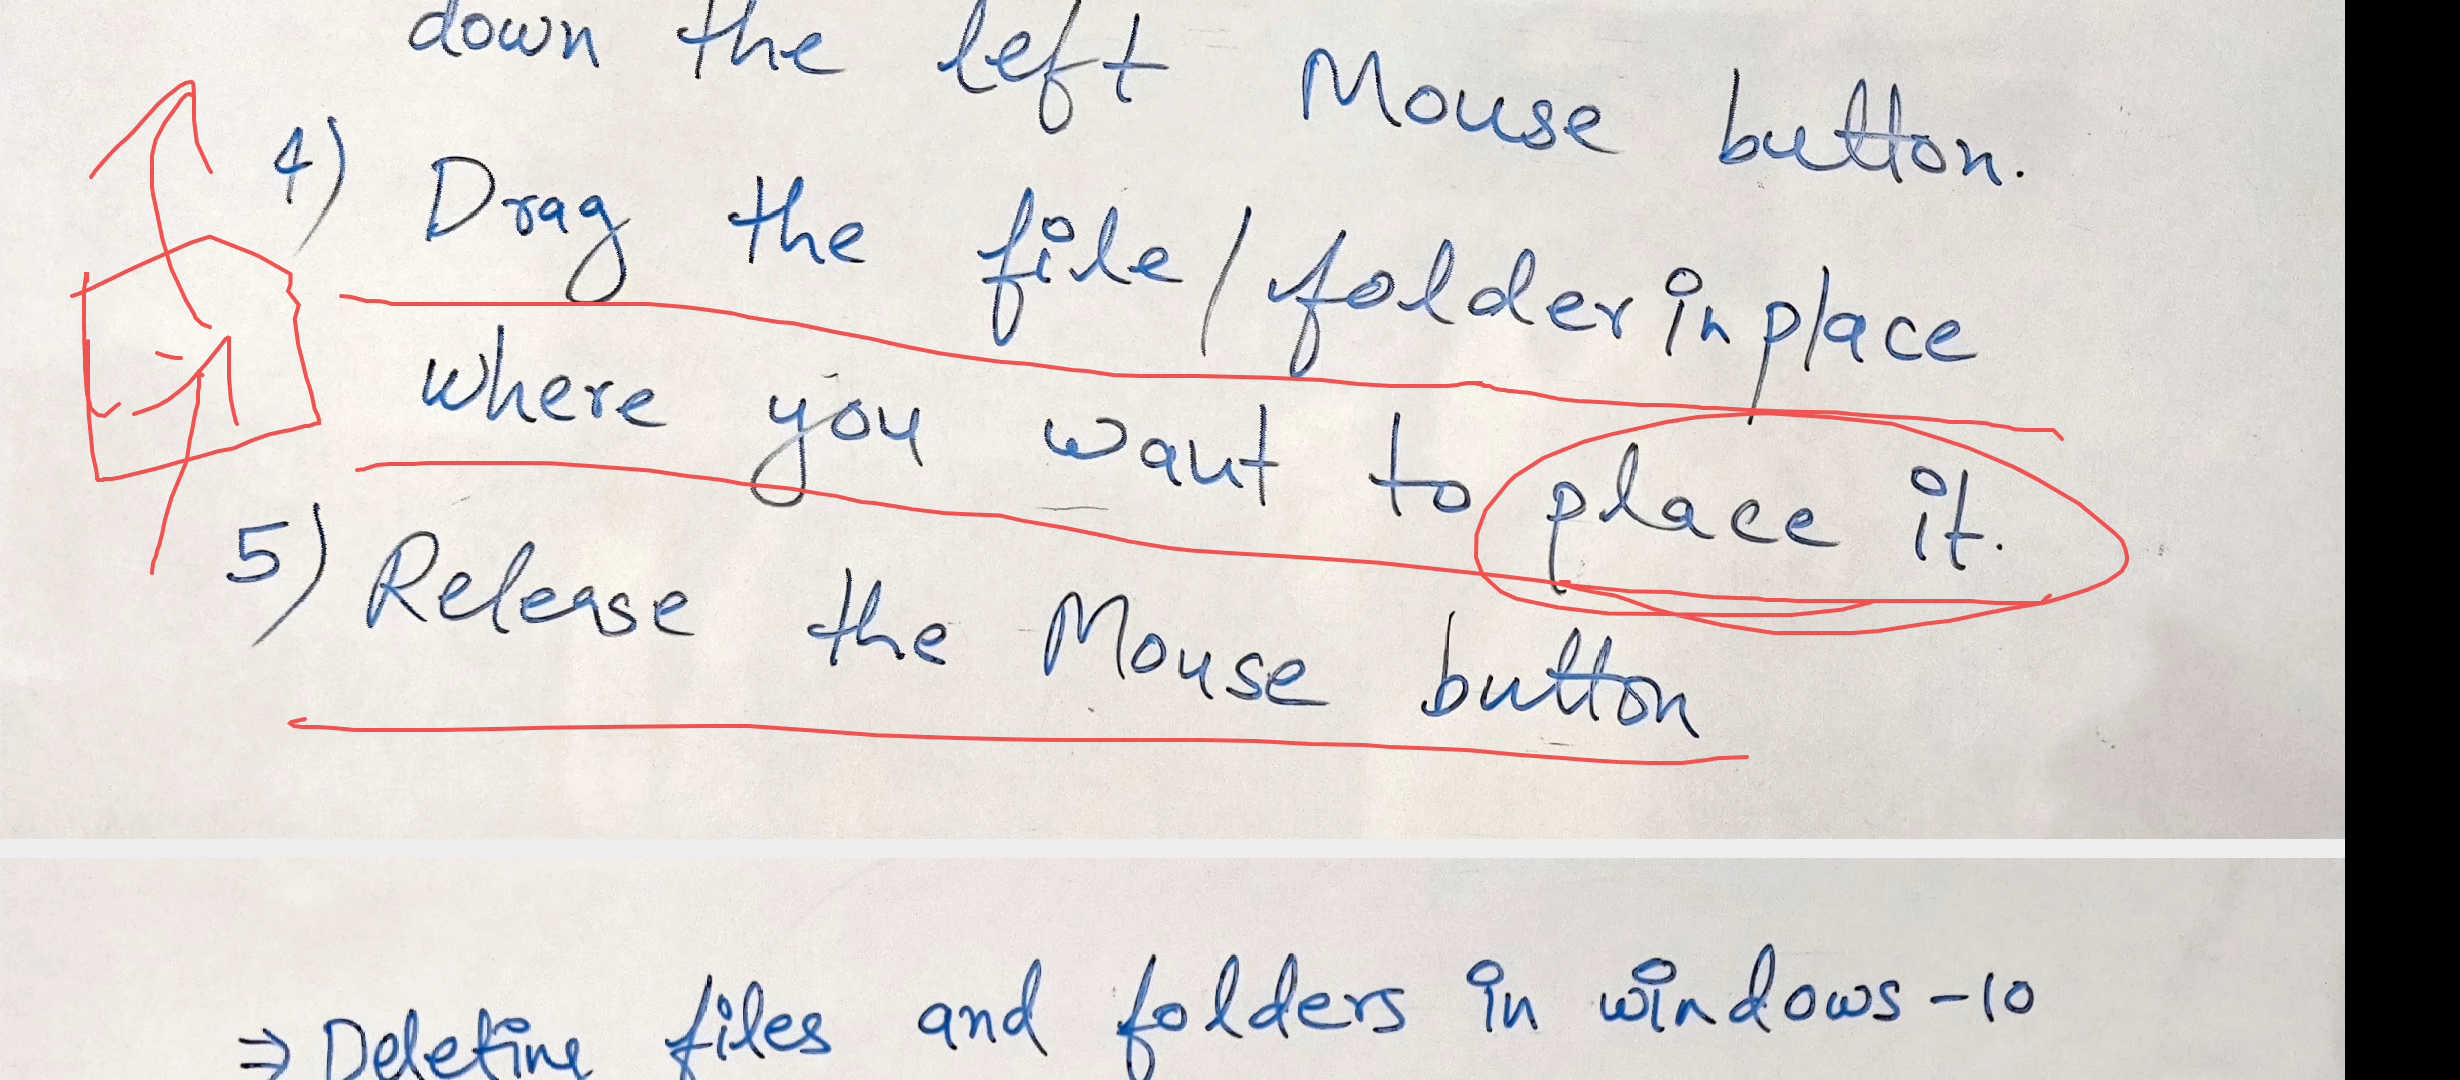 down the left Mouse button.
4) Drag the file/folder in place
where you want to place it.
5) Release the Mouse button
⇒ Deleting files and folders in windows-10